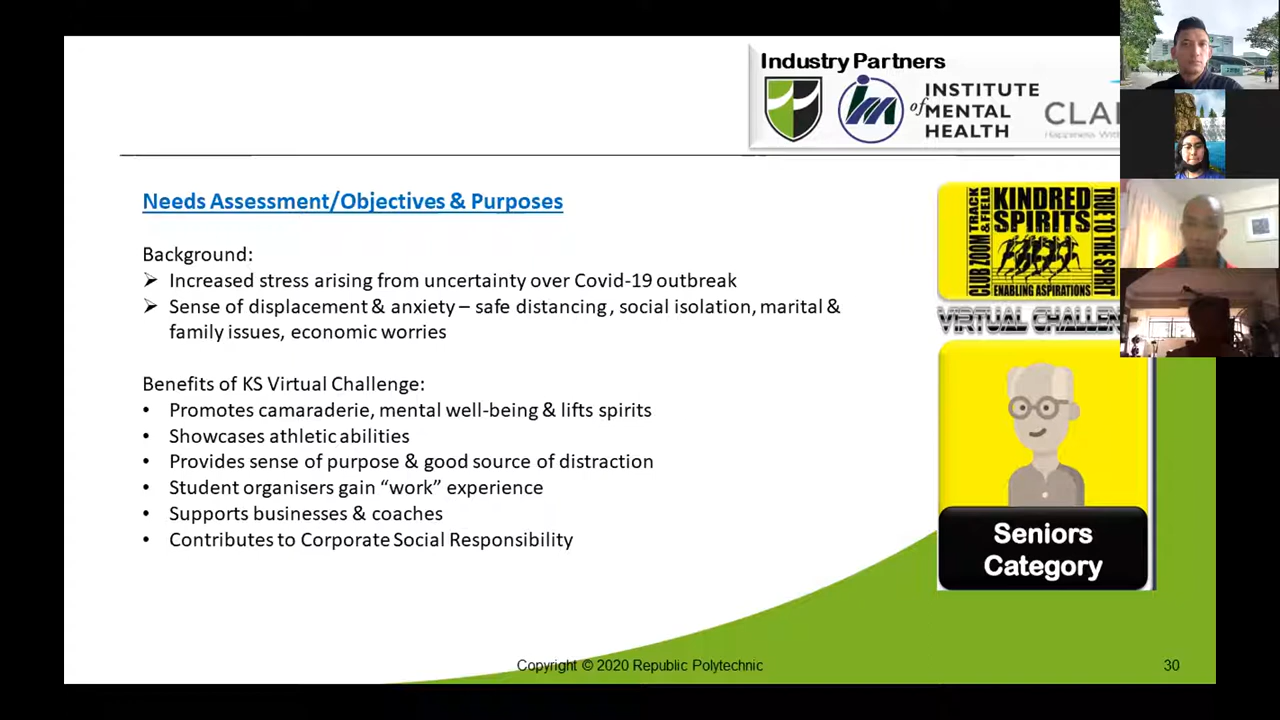 Industry Partners
INSTITUTE
of MENTAL
HEALTH
Needs Assessment/Objectives & Purposes
Background:
➢ Increased stress arising from uncertainty over Covid-19 outbreak
➢ Sense of displacement & anxiety – safe distancing , social isolation, marital &
family issues, economic worries
Benefits of KS Virtual Challenge:
• Promotes camaraderie, mental well-being & lifts spirits
• Showcases athletic abilities
• Provides sense of purpose & good source of distraction
• Student organisers gain “work” experience
• Supports businesses & coaches
• Contributes to Corporate Social Responsibility
CLUB ZOOM TRACK
& FIELD
KINDRED
SPIRITS
TRUE TO THE SPIRIT
ENABLING ASPIRATIONS
VIRTUAL
Seniors
Category
Copyright © 2020 Republic Polytechnic
30